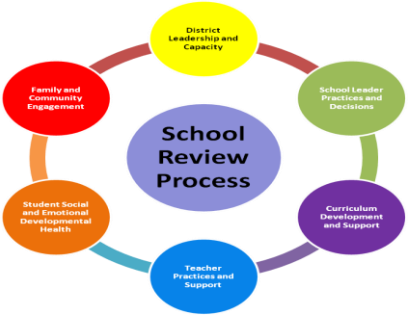 District
Leadership and
Capacity
School Leader
Practices and
Decisions
Curriculum
Development
and Support
Teacher
Practices and
Support
Student Social
and Emotional
Developmental
Health
Family and
Community
Engagement
School
Review
Process